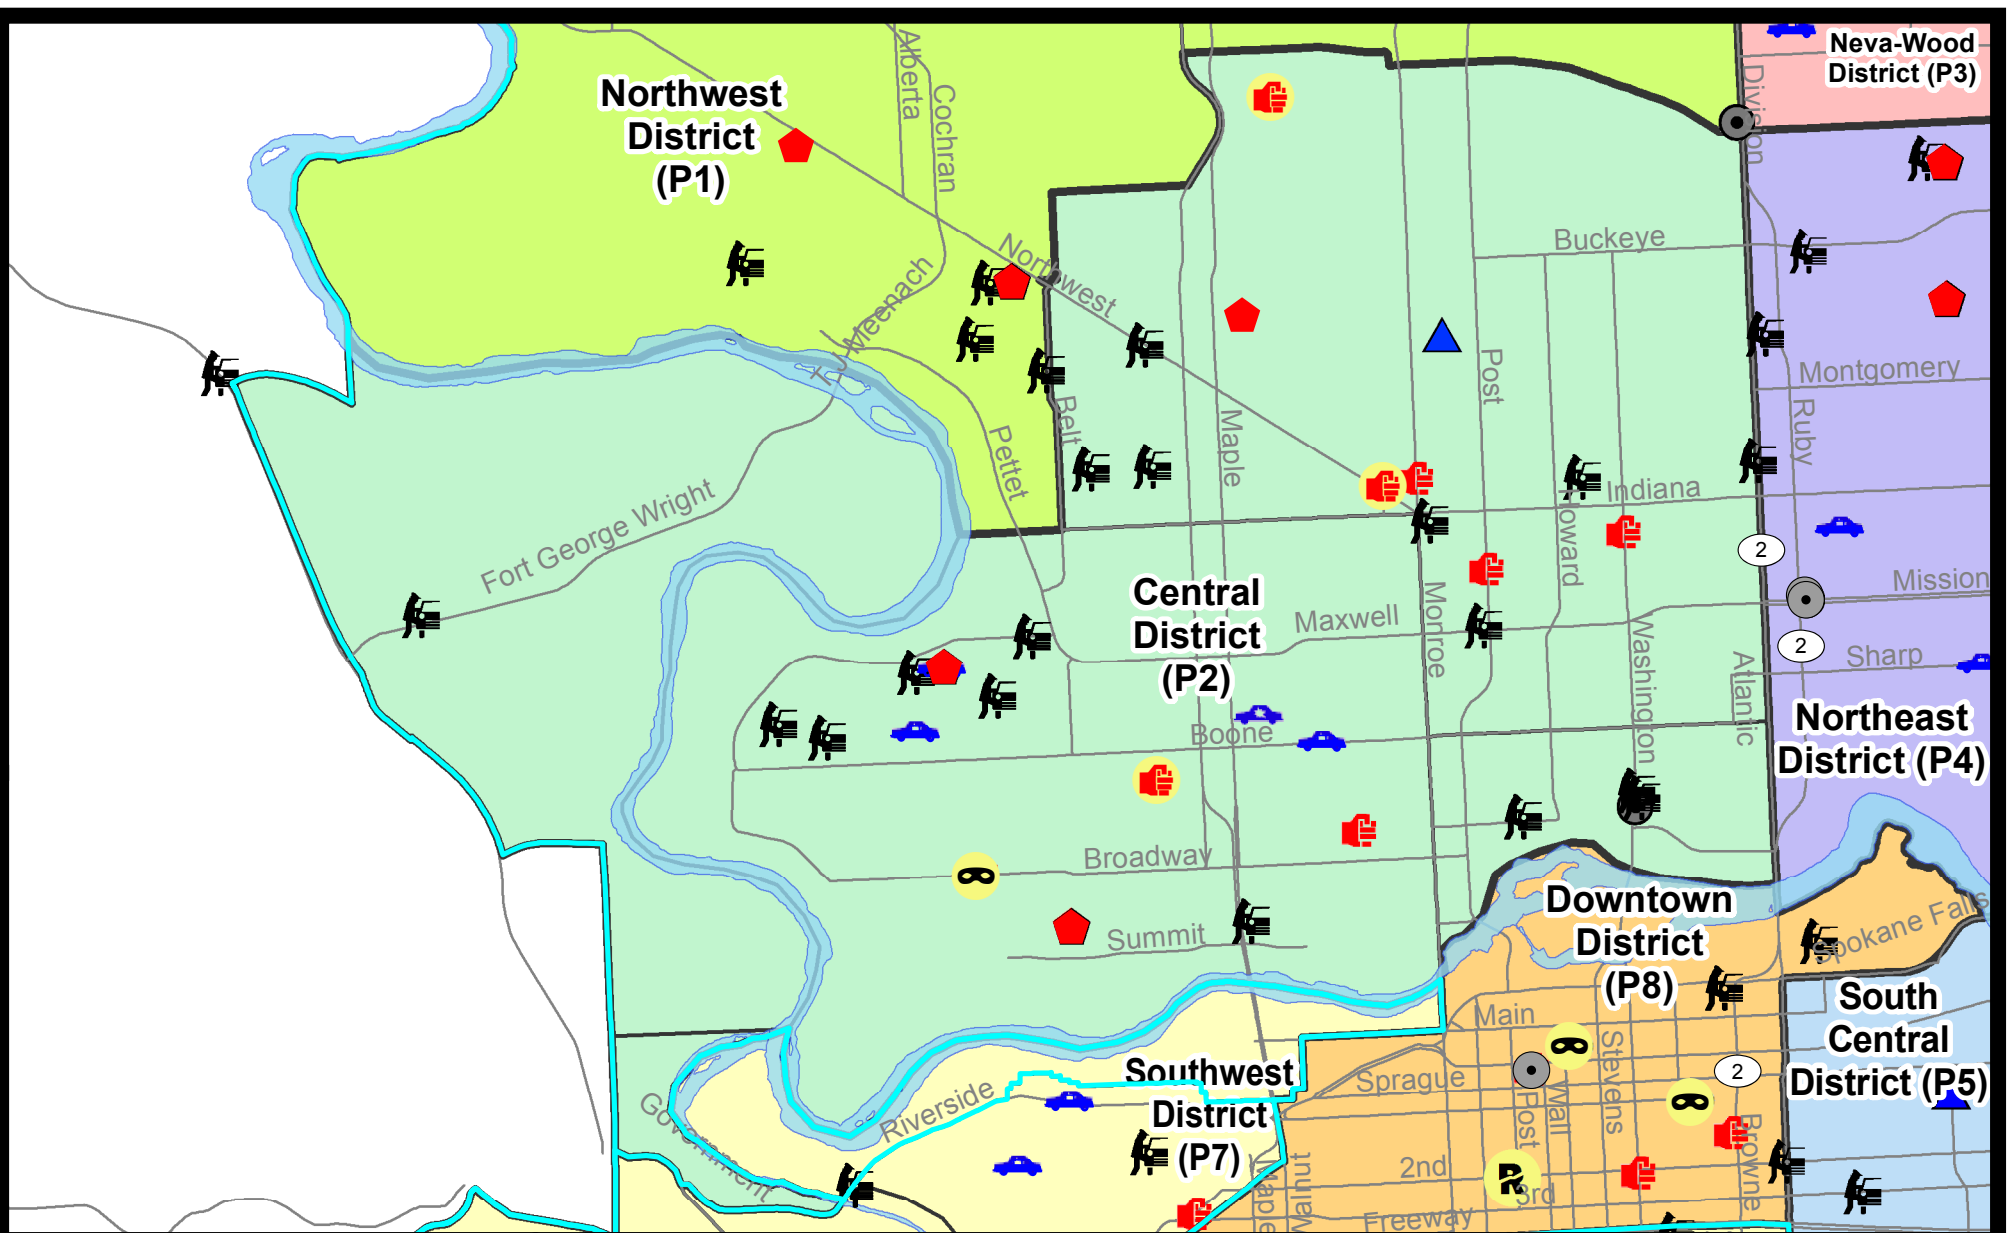 Neva-Wood
District (P3)
Northwest
District
(P1)
Alberta
Cochran
Division
Northwest
Buckeye
T J Meenach
Post
Montgomery
Ruby
Belt
Maple
Pettet
Indiana
Howard
Fort George Wright
2
Mission
Central
District
(P2)
Maxwell
Monroe
Washington
2
Sharp
Atlantic
Boone
Northeast
District (P4)
Broadway
Summit
Downtown
District
(P8)
Spokane Falls
Main
South
Central
District (P5)
Stevens
Southwest
District
(P7)
Sprague
2
Riverside
Government
Wall
Post
Browne
2nd
3rd
Maple
Walnut
Freeway